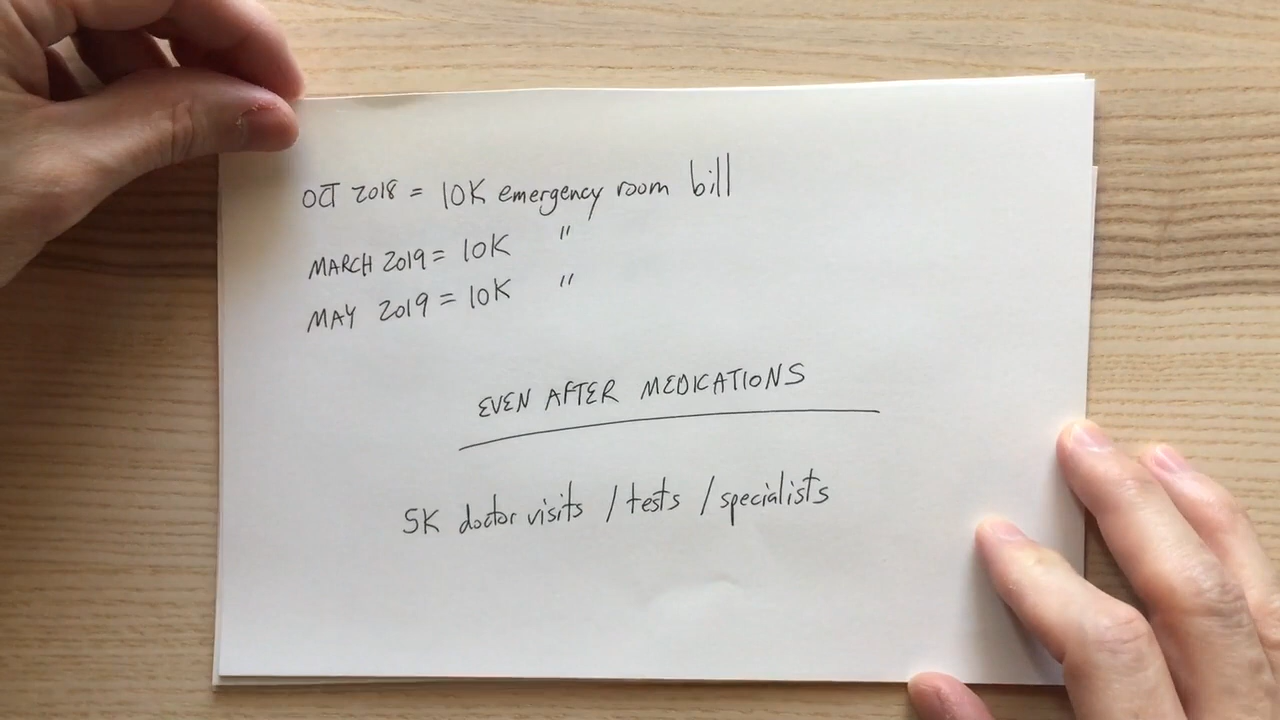 OCT 2018 = 10K emergency room bill
MARCH 2019 = 10K "
MAY 2019 = 10K "
EVEN AFTER MEDICATIONS
5K doctor visits / tests / specialists